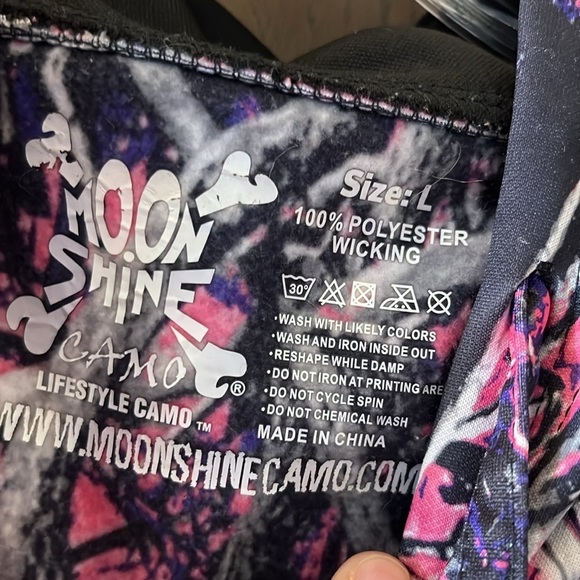 MOON
SHINE
CAMO ®
LIFESTYLE CAMO ™
WWW.MOONSHINECAMO.COM
Size: L
100% POLYESTER
WICKING
30°
•WASH WITH LIKELY COLORS
•WASH AND IRON INSIDE OUT
•RESHAPE WHILE DAMP
•DO NOT IRON AT PRINTING ARE
•DO NOT CYCLE SPIN
•DO NOT CHEMICAL WASH
MADE IN CHINA